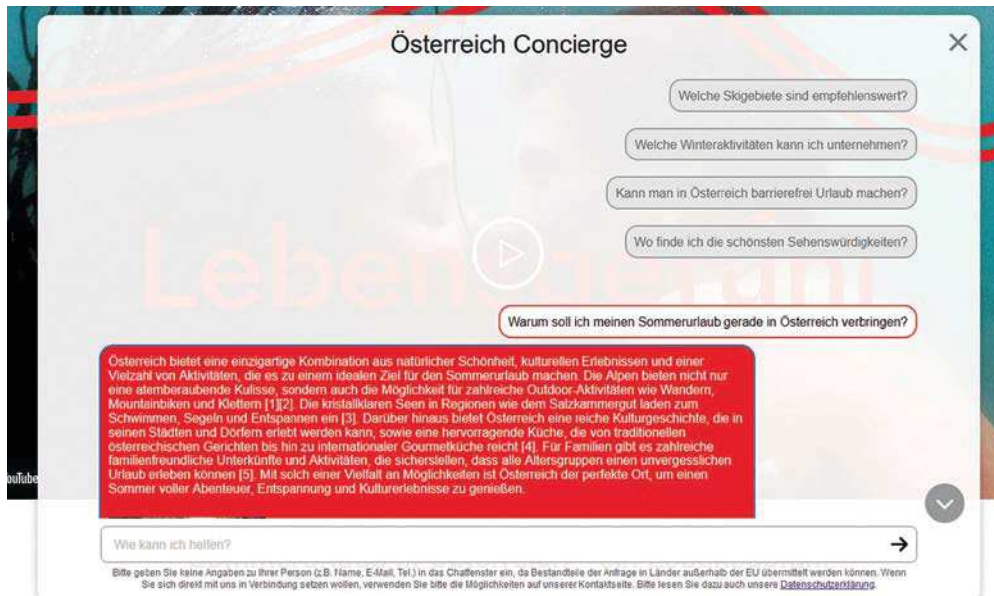 Österreich Concierge
Welche Skigebiete sind empfehlenswert?
Welche Winteraktivitäten kann ich unternehmen?
Kann man in Österreich barrierefrei Urlaub machen?
Wo finde ich die schönsten Sehenswürdigkeiten?
Lebensgefühl
Warum soll ich meinen Sommerurlaub gerade in Österreich verbringen?
Österreich bietet eine einzigartige Kombination aus natürlicher Schönheit, kulturellen Erlebnissen und einer
Vielzahl von Aktivitäten, die es zu einem idealen Ziel für den Sommerurlaub machen. Die Alpen bieten nicht nur
eine atemberaubende Kulisse, sondern auch die Möglichkeit für zahlreiche Outdoor-Aktivitäten wie Wandern,
Mountainbiken und Klettern [1][2]. Die kristallklaren Seen in Regionen wie dem Salzkammergut laden zum
Schwimmen, Segeln und Entspannen ein [3]. Darüber hinaus bietet Österreich eine reiche Kulturgeschichte, die in
seinen Städten und Dörfern erlebt werden kann, sowie eine hervorragende Küche, die von traditionellen
österreichischen Gerichten bis hin zu internationaler Gourmetküche reicht [4]. Für Familien gibt es zahlreiche
familienfreundliche Unterkünfte und Aktivitäten, die sicherstellen, dass alle Altersgruppen einen unvergesslichen
Urlaub erleben können [5]. Mit solch einer Vielfalt an Möglichkeiten ist Österreich der perfekte Ort, um einen
Sommer voller Abenteuer, Entspannung und Kulturerlebnisse zu genießen.
ouTube
Wie kann ich helfen?
Bitte geben Sie keine Angaben zu Ihrer Person (z.B. Name, E-Mail, Tel.) in das Chatfenster ein, da Bestandteile der Anfrage in Länder außerhalb der EU übermittelt werden können. Wenn
Sie sich direkt mit uns in Verbindung setzen wollen, verwenden Sie bitte die Möglichkeiten auf unserer Kontaktseite. Bitte lesen Sie dazu auch unsere Datenschutzerklärung.